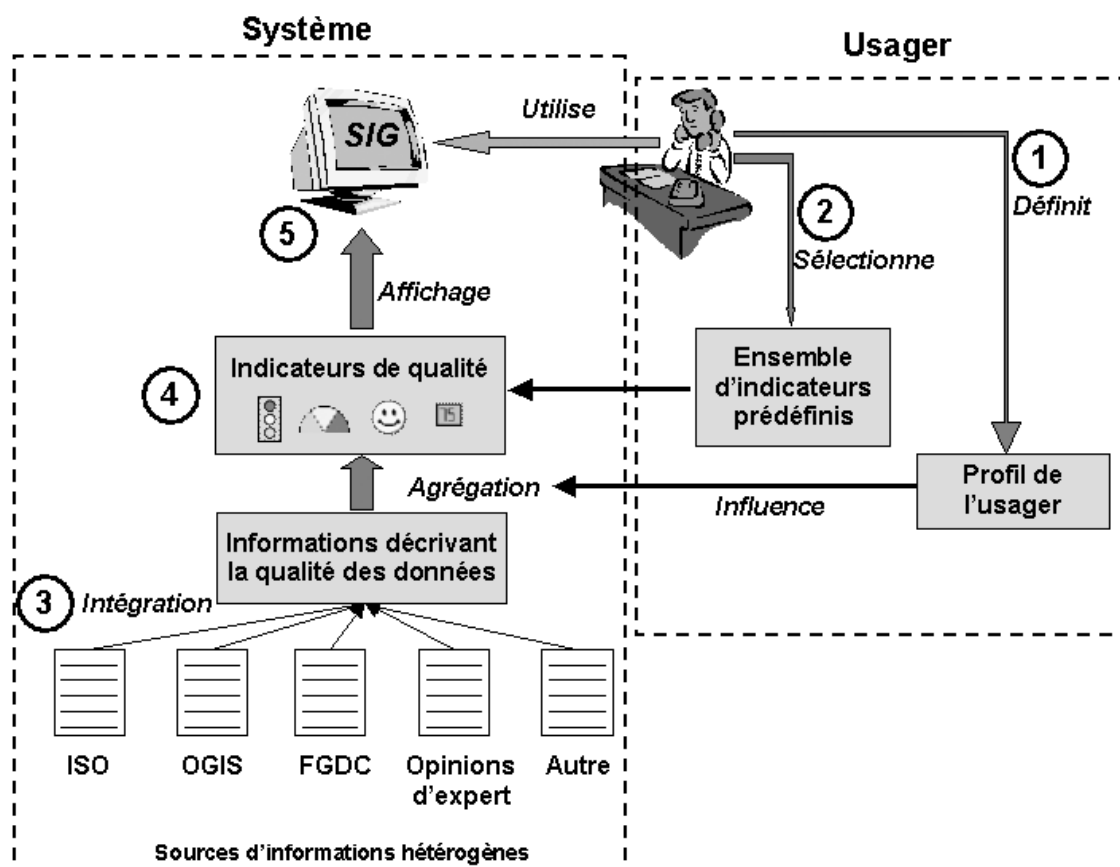 Système
Usager
SIG
Utilise
1
Définit
2
Sélectionne
5
Affichage
4
Indicateurs de qualité
75
Ensemble
d'indicateurs
prédéfinis
Agrégation
Influence
Profil de
l'usager
Informations décrivant
la qualité des données
3
Intégration
ISO
OGIS
FGDC
Opinions
d'expert
Autre
Sources d'informations hétérogènes